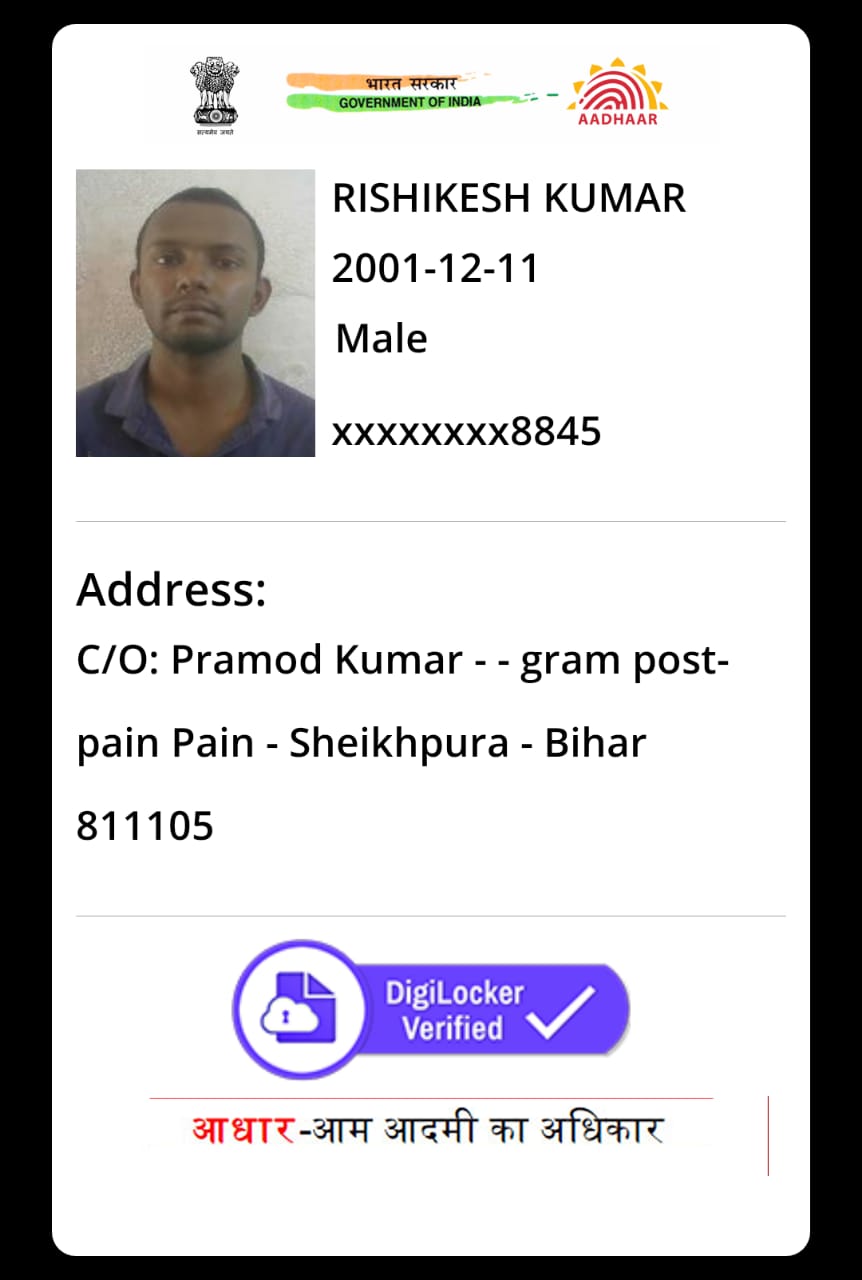 सत्यमेव जयते
भारत सरकार
GOVERNMENT OF INDIA
AADHAAR
RISHIKESH KUMAR
2001-12-11
Male
xxxxxxxx8845
Address:
C/O: Pramod Kumar - - gram post-
pain Pain - Sheikhpura - Bihar
811105
DigiLocker
Verified
आधार-आम आदमी का अधिकार